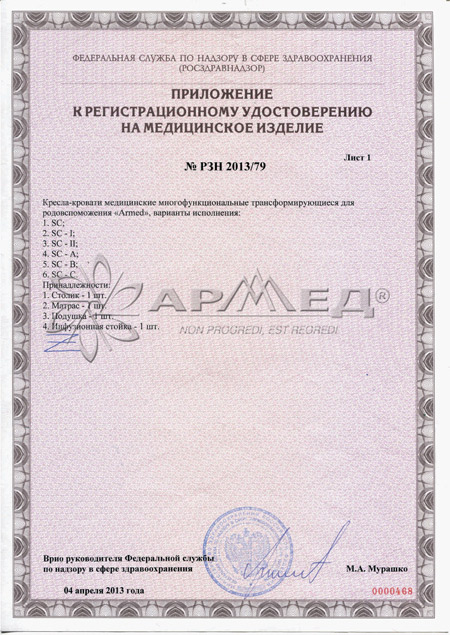 ФЕДЕРАЛЬНАЯ СЛУЖБА ПО НАДЗОРУ В СФЕРЕ ЗДРАВООХРАНЕНИЯ
(РОСЗДРАВНАДЗОР)
ПРИЛОЖЕНИЕ
К РЕГИСТРАЦИОННОМУ УДОСТОВЕРЕНИЮ
НА МЕДИЦИНСКОЕ ИЗДЕЛИЕ
Лист 1
№ РЗН 2013/79
Кресла-кровати медицинские многофункциональные трансформирующиеся для
родовспоможения «Armed», варианты исполнения:
1. SC;
2. SC - I;
3. SC - II;
4. SC - A;
5. SC - B;
6. SC - C.
Принадлежности:
1. Столик - 1 шт.
2. Матрас - 1 шт.
3. Подушка - 1 шт.
4. Инфузионная стойка - 1 шт.
АРМЕД®
NON PROGREDI, EST REGREDI
Врио руководителя Федеральной службы
по надзору в сфере здравоохранения
М.А. Мурашко
04 апреля 2013 года
0000468